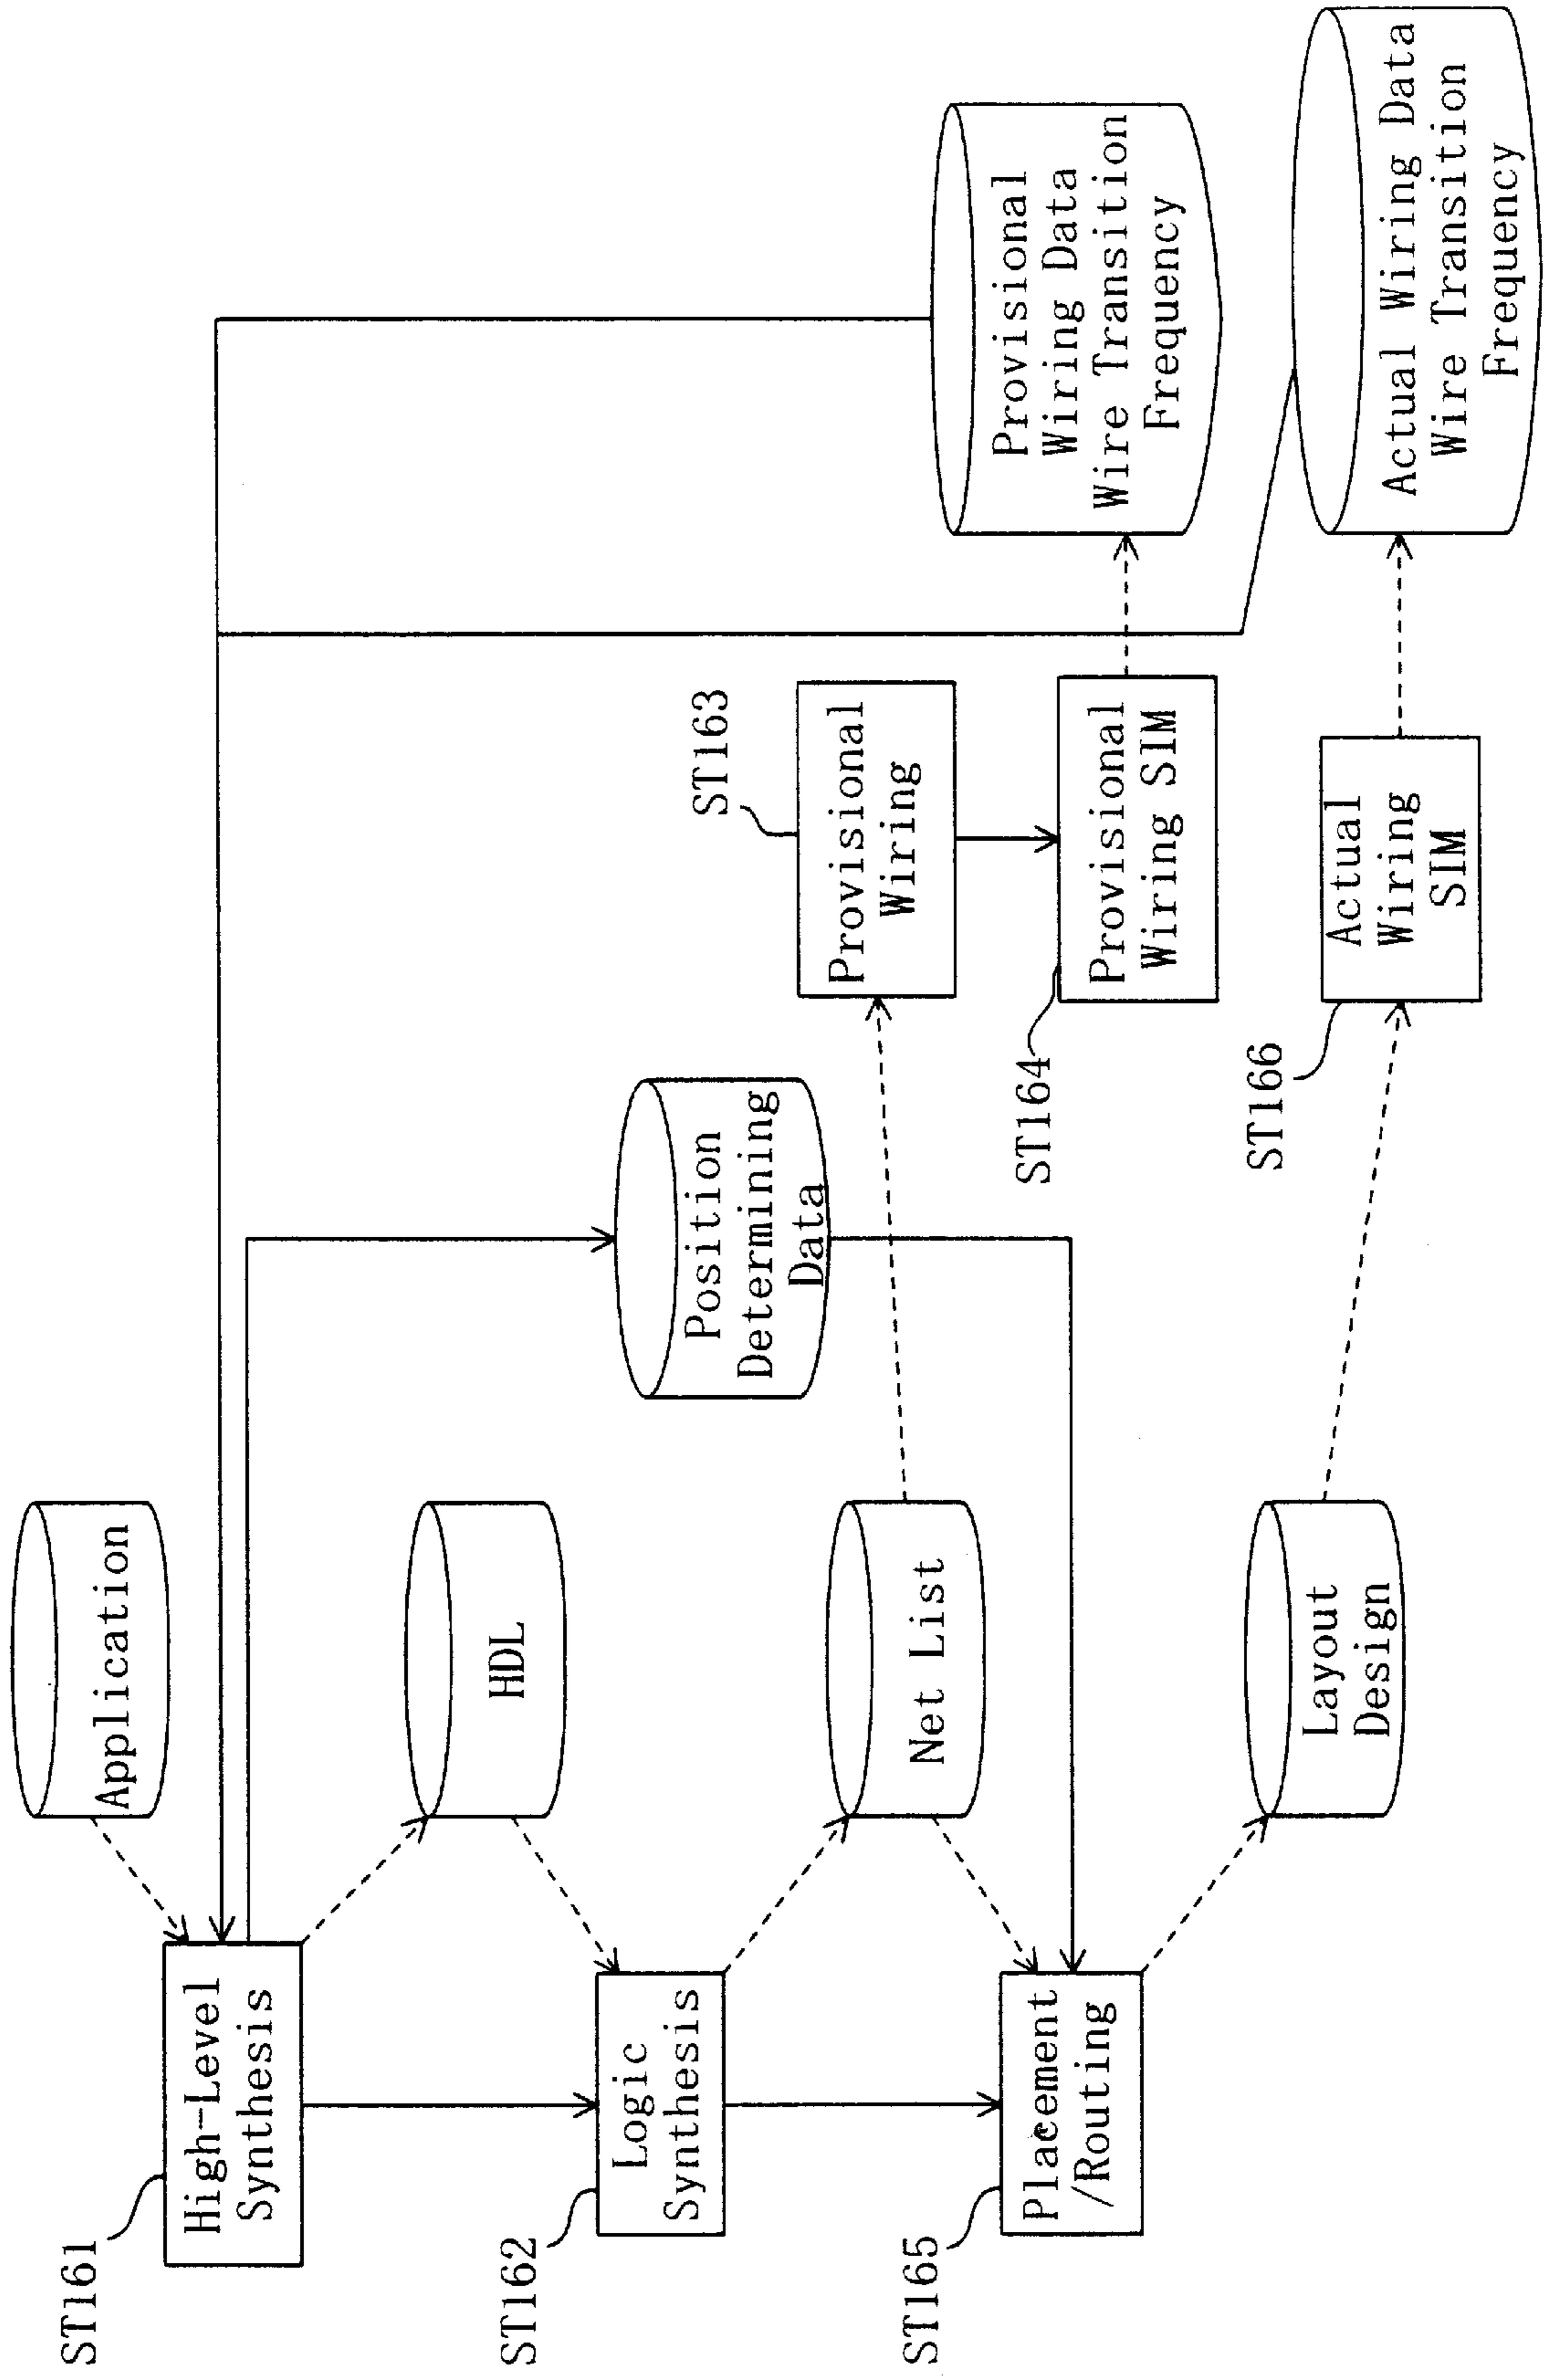 ST161
High-Level
Synthesis
Application
ST162
Logic
Synthesis
HDL
Position
Determining
Data
ST163
Provisional
Wiring
ST165
Placement
/Routing
Net List
ST164
Provisional
Wiring SIM
Provisional
Wiring Data
Wire Transition
Frequency
Layout
Design
ST166
Actual
Wiring
SIM
Actual Wiring Data
Wire Transition
Frequency